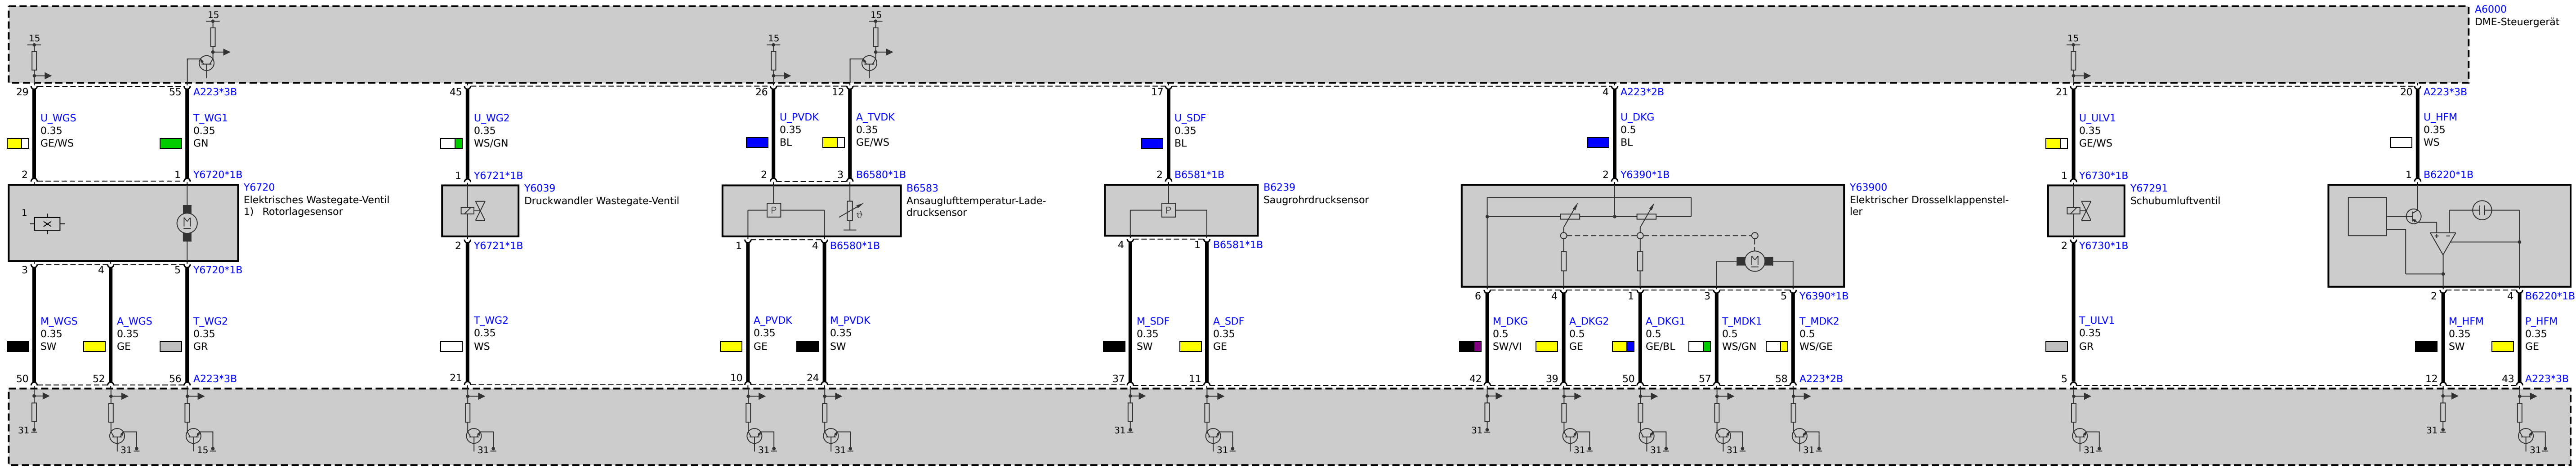 15 15 15 15 A6000
DME-Steuergerät
15 15
29 55 A223*3B 45 26 12 17 4 A223*2B 21 20 A223*3B
U_WGS T_WG1 U_WG2 U_PVDK A_TVDK U_SDF U_DKG U_ULV1 U_HFM
0.35 0.35 0.35 0.35 0.35 0.35 0.5 0.35 0.35
GE/WS GN WS/GN BL GE/WS BL BL GE/WS WS
2 1 Y6720*1B 1 Y6721*1B 2 3 B6580*1B 2 B6581*1B 2 Y6390*1B 1 Y6730*1B 1 B6220*1B
Y6720 Y6039 B6583 B6239 Y63900 Y67291
Elektrisches Wastegate-Ventil Druckwandler Wastegate-Ventil Ansauglufttemperatur-Lade- Saugrohrdrucksensor Elektrischer Drosselklappenstel- Schubumluftventil
1) Rotorlagesensor drucksensor ler
1 M P ϑ P M + -
2 Y6721*1B 1 4 B6580*1B 4 1 B6581*1B 2 Y6730*1B
3 4 5 Y6720*1B 6 4 1 3 5 Y6390*1B 2 4 B6220*1B
M_WGS A_WGS T_WG2 T_WG2 A_PVDK M_PVDK M_SDF A_SDF M_DKG A_DKG2 A_DKG1 T_MDK1 T_MDK2 T_ULV1 M_HFM P_HFM
0.35 0.35 0.35 0.35 0.35 0.35 0.35 0.35 0.5 0.5 0.5 0.5 0.5 0.35 0.35 0.35
SW GE GR WS GE SW SW GE SW/VI GE GE/BL WS/GN WS/GE GR SW GE
50 52 56 A223*3B 21 10 24 37 11 42 39 50 57 58 A223*2B 5 12 43 A223*3B
31 31 31 31
31 15 31 31 31 31 31 31 31 31 31 31